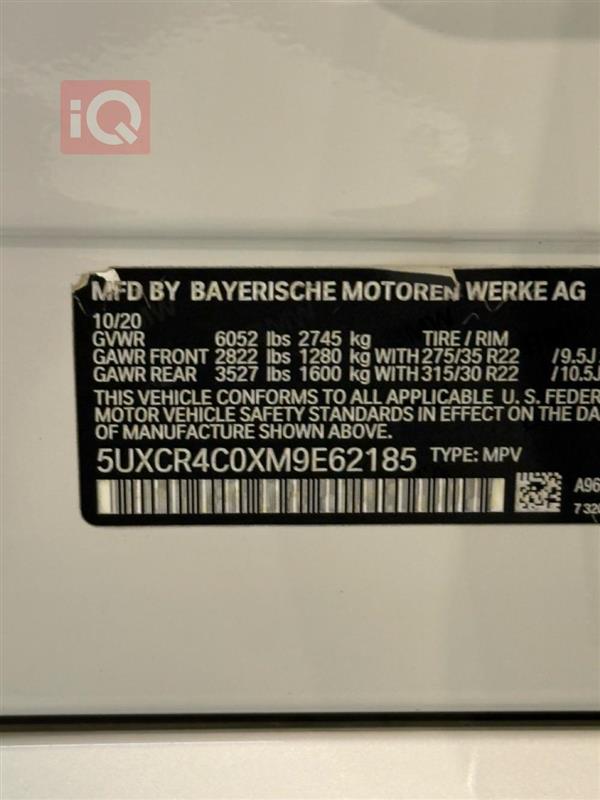 iQ
MFD BY BAYERISCHE MOTOREN WERKE AG
10/20
GVWR 6052 lbs 2745 kg TIRE / RIM
GAWR FRONT 2822 lbs 1280 kg WITH 275/35 R22 / 9.5J
GAWR REAR 3527 lbs 1600 kg WITH 315/30 R22 / 10.5J
THIS VEHICLE CONFORMS TO ALL APPLICABLE U. S. FEDER
MOTOR VEHICLE SAFETY STANDARDS IN EFFECT ON THE DA
OF MANUFACTURE SHOWN ABOVE.
5UXCR4C0XM9E62185 TYPE: MPV
A96
7320